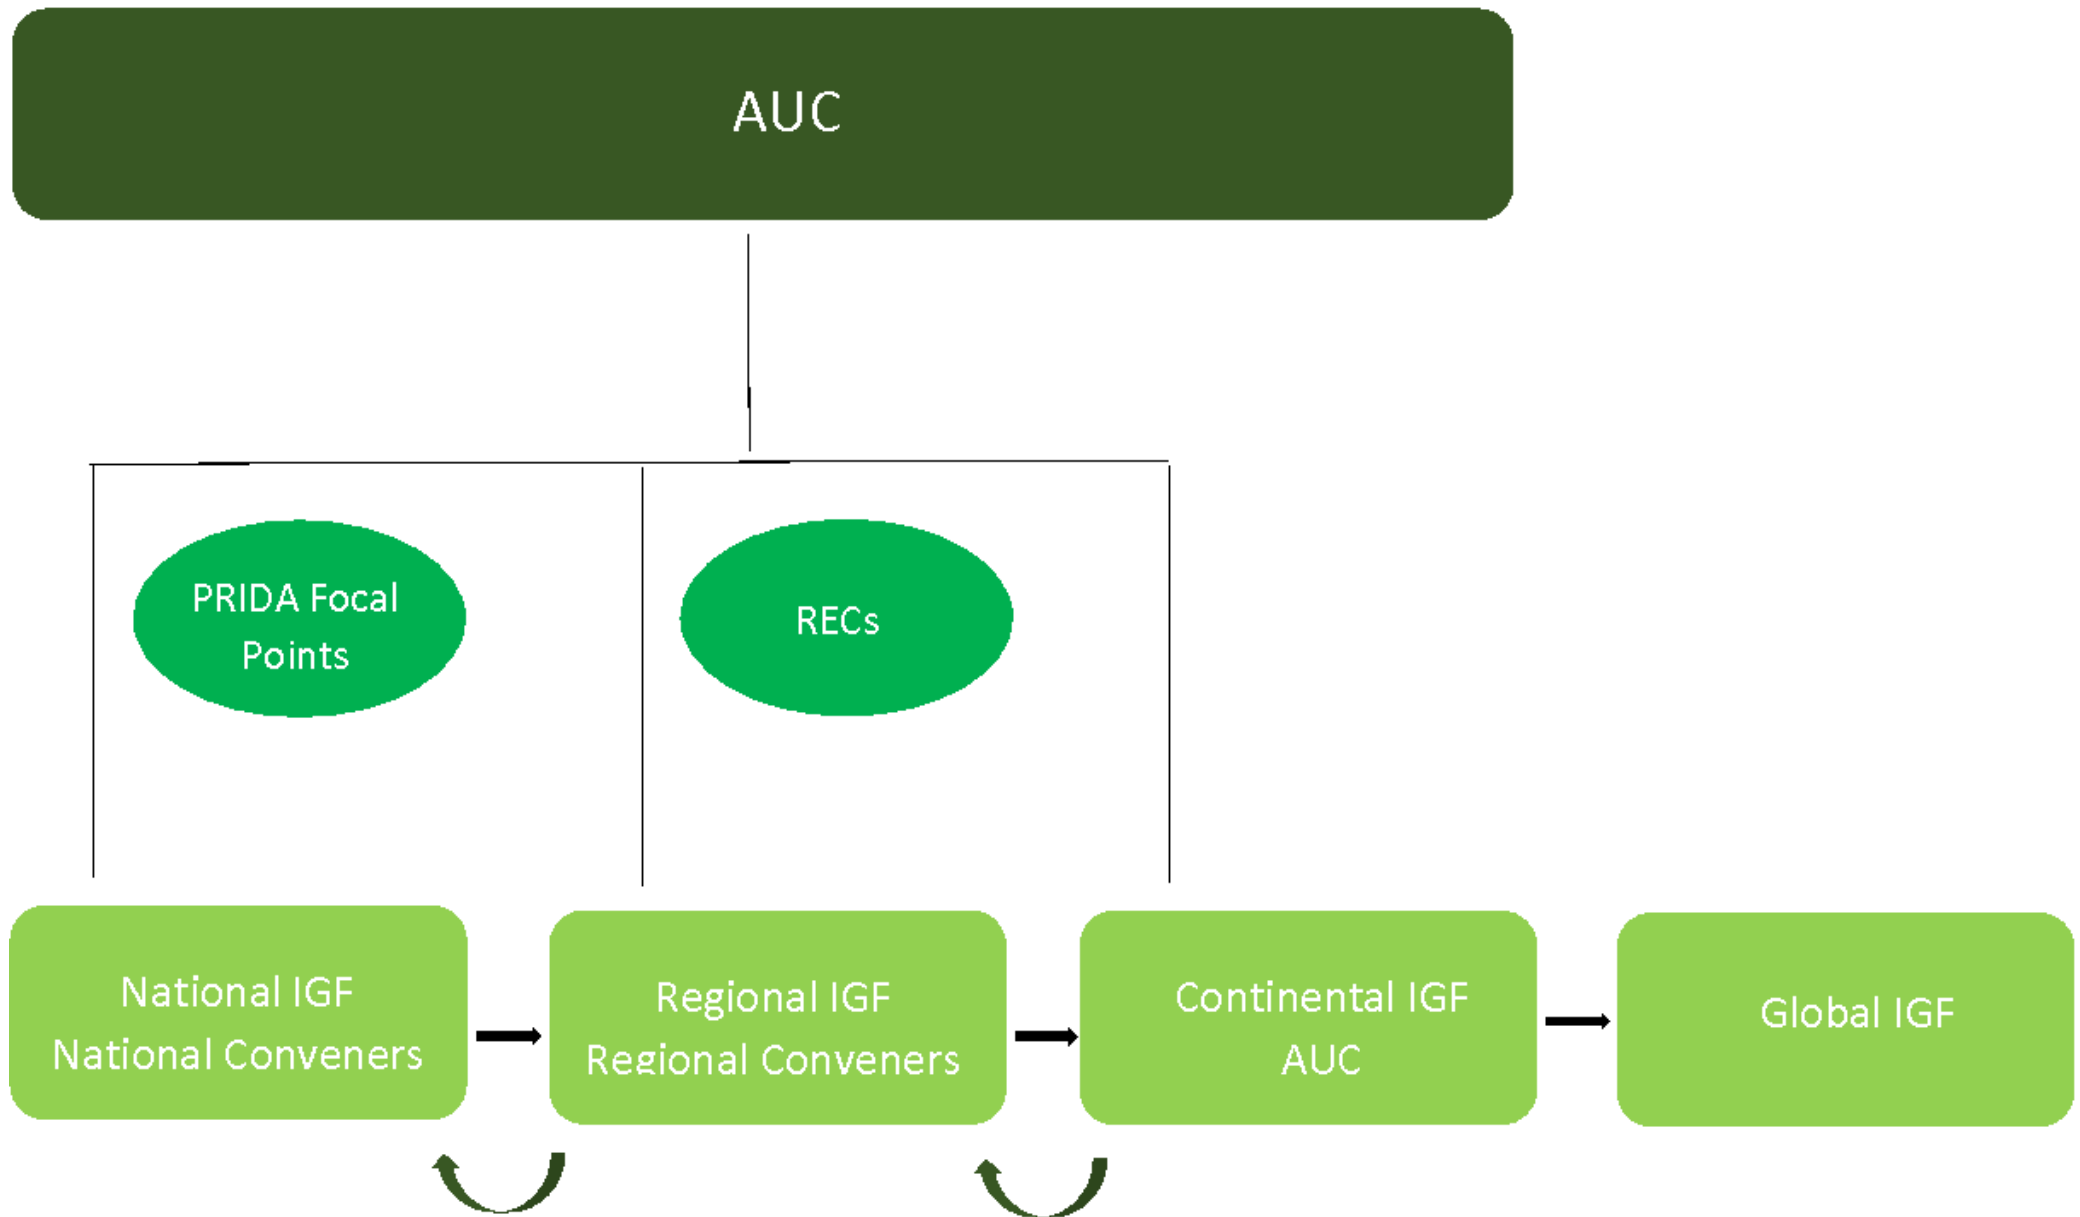 AUC
PRIDA Focal
Points
RECs
National IGF
National Conveners
Regional IGF
Regional Conveners
Continental IGF
AUC
Global IGF